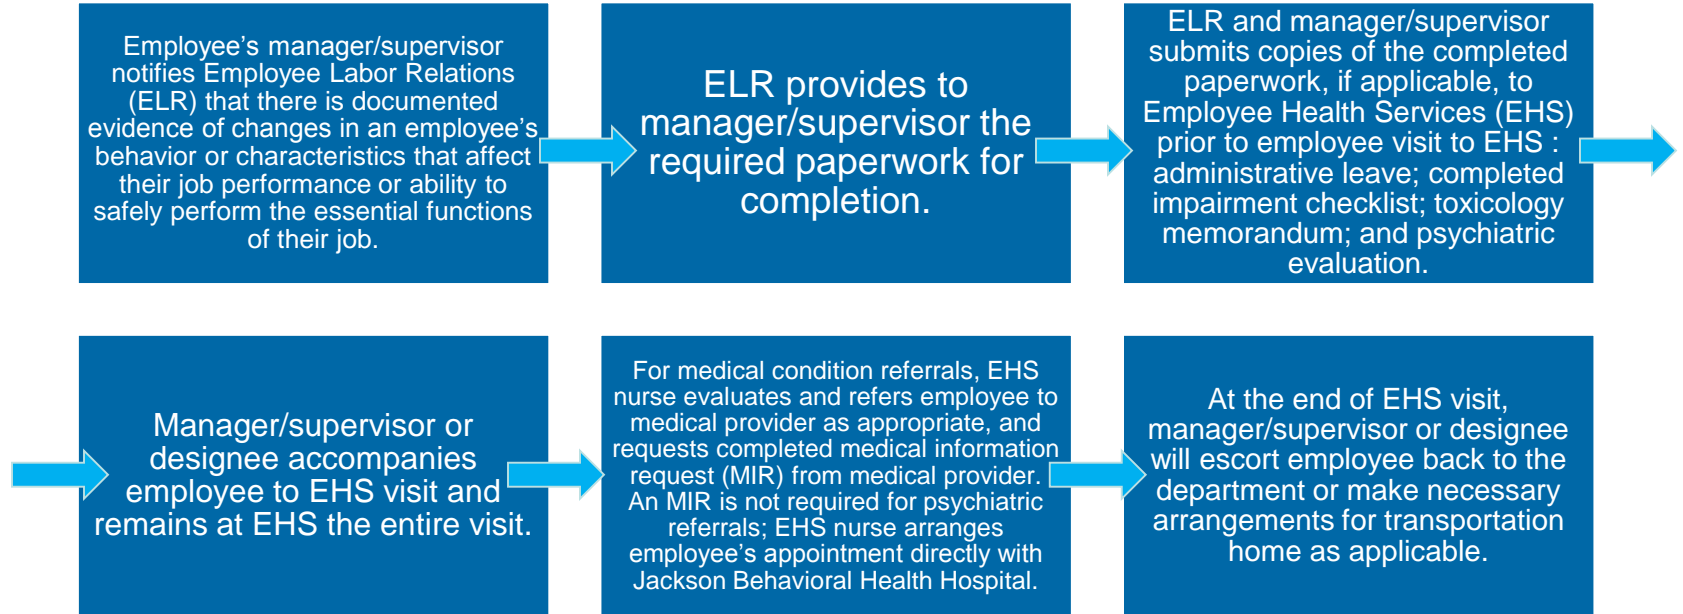 Employee’s manager/supervisor
notifies Employee Labor Relations
(ELR) that there is documented
evidence of changes in an employee’s
behavior or characteristics that affect
their job performance or ability to
safely perform the essential functions
of their job.
ELR provides to
manager/supervisor the
required paperwork for
completion.
ELR and manager/supervisor
submits copies of the completed
paperwork, if applicable, to
Employee Health Services (EHS)
prior to employee visit to EHS :
administrative leave; completed
impairment checklist; toxicology
memorandum; and psychiatric
evaluation.
Manager/supervisor or
designee accompanies
employee to EHS visit and
remains at EHS the entire visit.
For medical condition referrals, EHS
nurse evaluates and refers employee to
medical provider as appropriate, and
requests completed medical information
request (MIR) from medical provider.
An MIR is not required for psychiatric
referrals; EHS nurse arranges
employee’s appointment directly with
Jackson Behavioral Health Hospital.
At the end of EHS visit,
manager/supervisor or designee
will escort employee back to the
department or make necessary
arrangements for transportation
home as applicable.